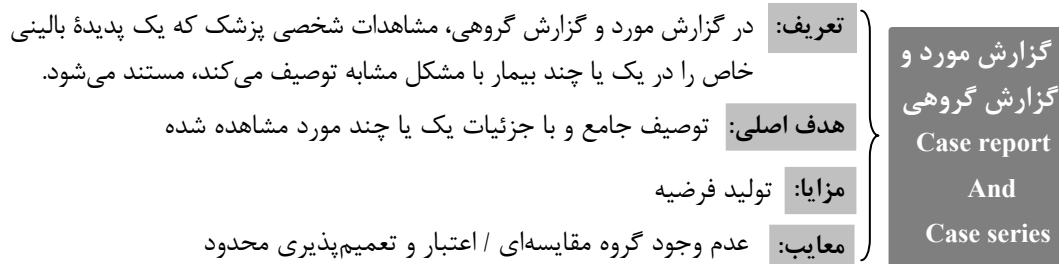 گزارش مورد و
گزارش گروهی
Case report
And
Case series
تعریف: در گزارش مورد و گزارش گروهی، مشاهدات شخصی پزشک که یک پدیدهٔ بالینی
خاص را در یک یا چند بیمار با مشکل مشابه توصیف می‌کند، مستند می‌شود.
هدف اصلی: توصیف جامع و با جزئیات یک یا چند مورد مشاهده شده
مزایا: تولید فرضیه
معایب: عدم وجود گروه مقایسه‌ای / اعتبار و تعمیم‌پذیری محدود